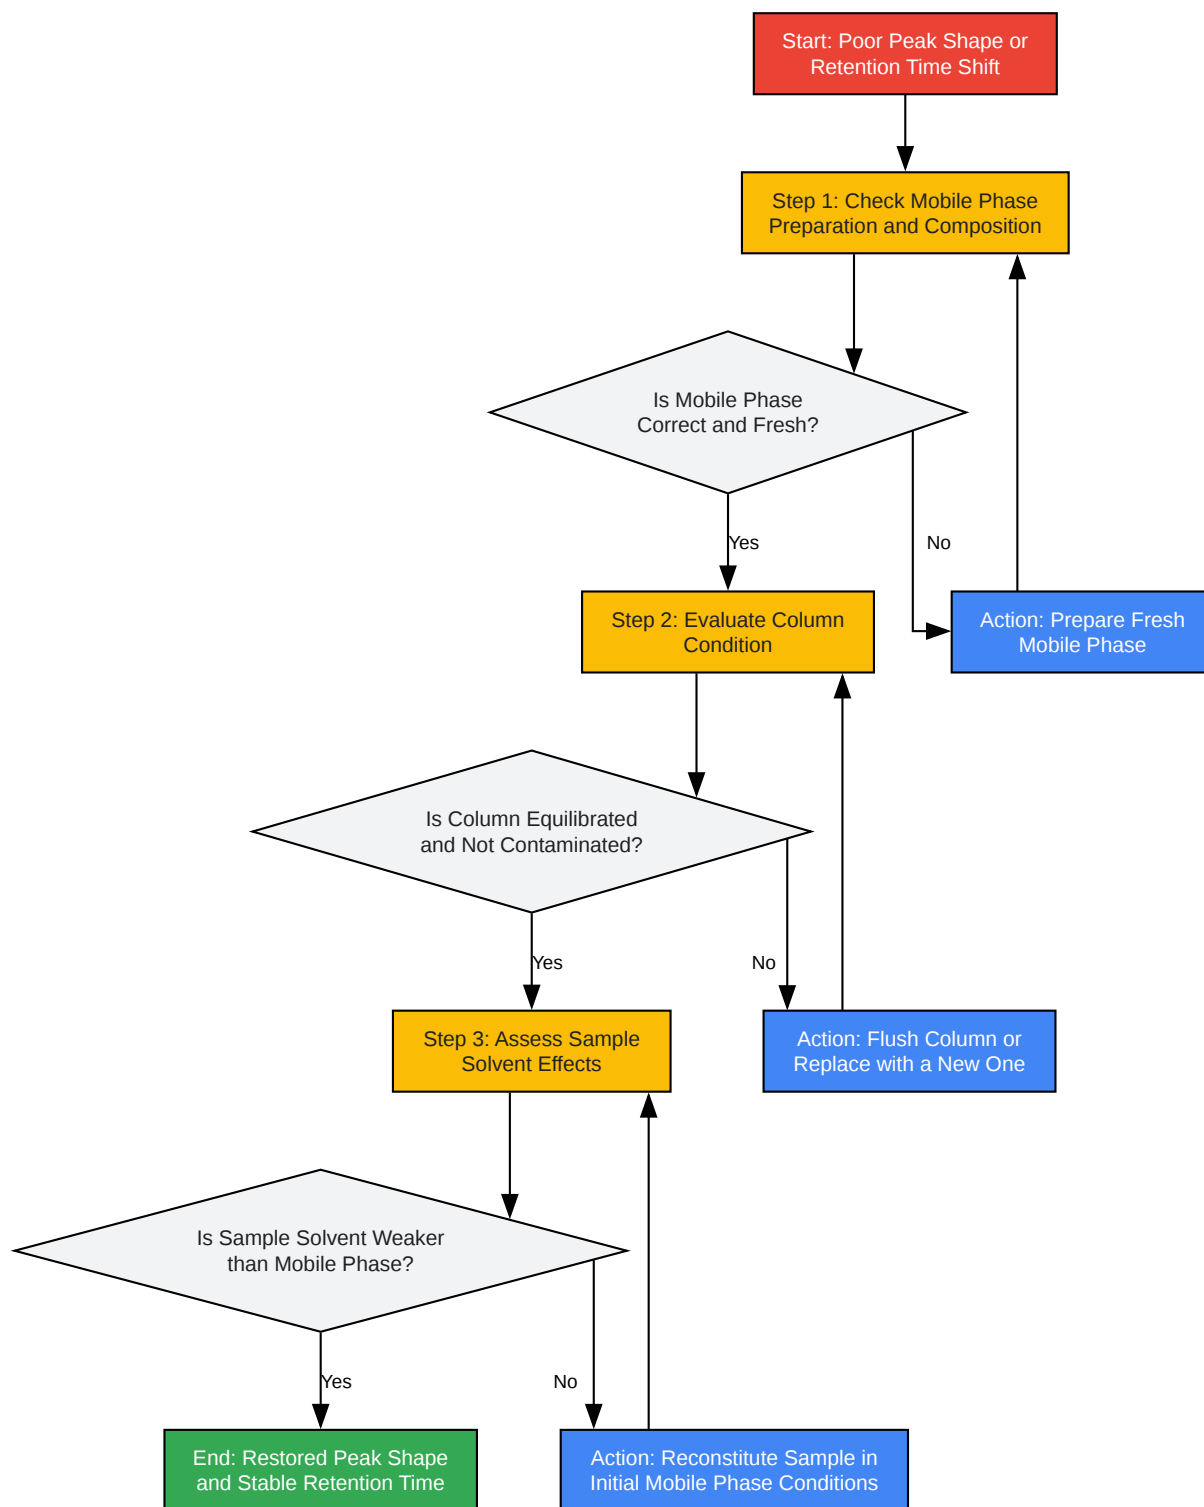 Start: Poor Peak Shape or
Retention Time Shift
Step 1: Check Mobile Phase
Preparation and Composition
Is Mobile Phase
Correct and Fresh?
Yes
No
Step 2: Evaluate Column
Condition
Action: Prepare Fresh
Mobile Phase
Is Column Equilibrated
and Not Contaminated?
Yes
No
Step 3: Assess Sample
Solvent Effects
Action: Flush Column or
Replace with a New One
Is Sample Solvent Weaker
than Mobile Phase?
Yes
No
End: Restored Peak Shape
and Stable Retention Time
Action: Reconstitute Sample in
Initial Mobile Phase Conditions